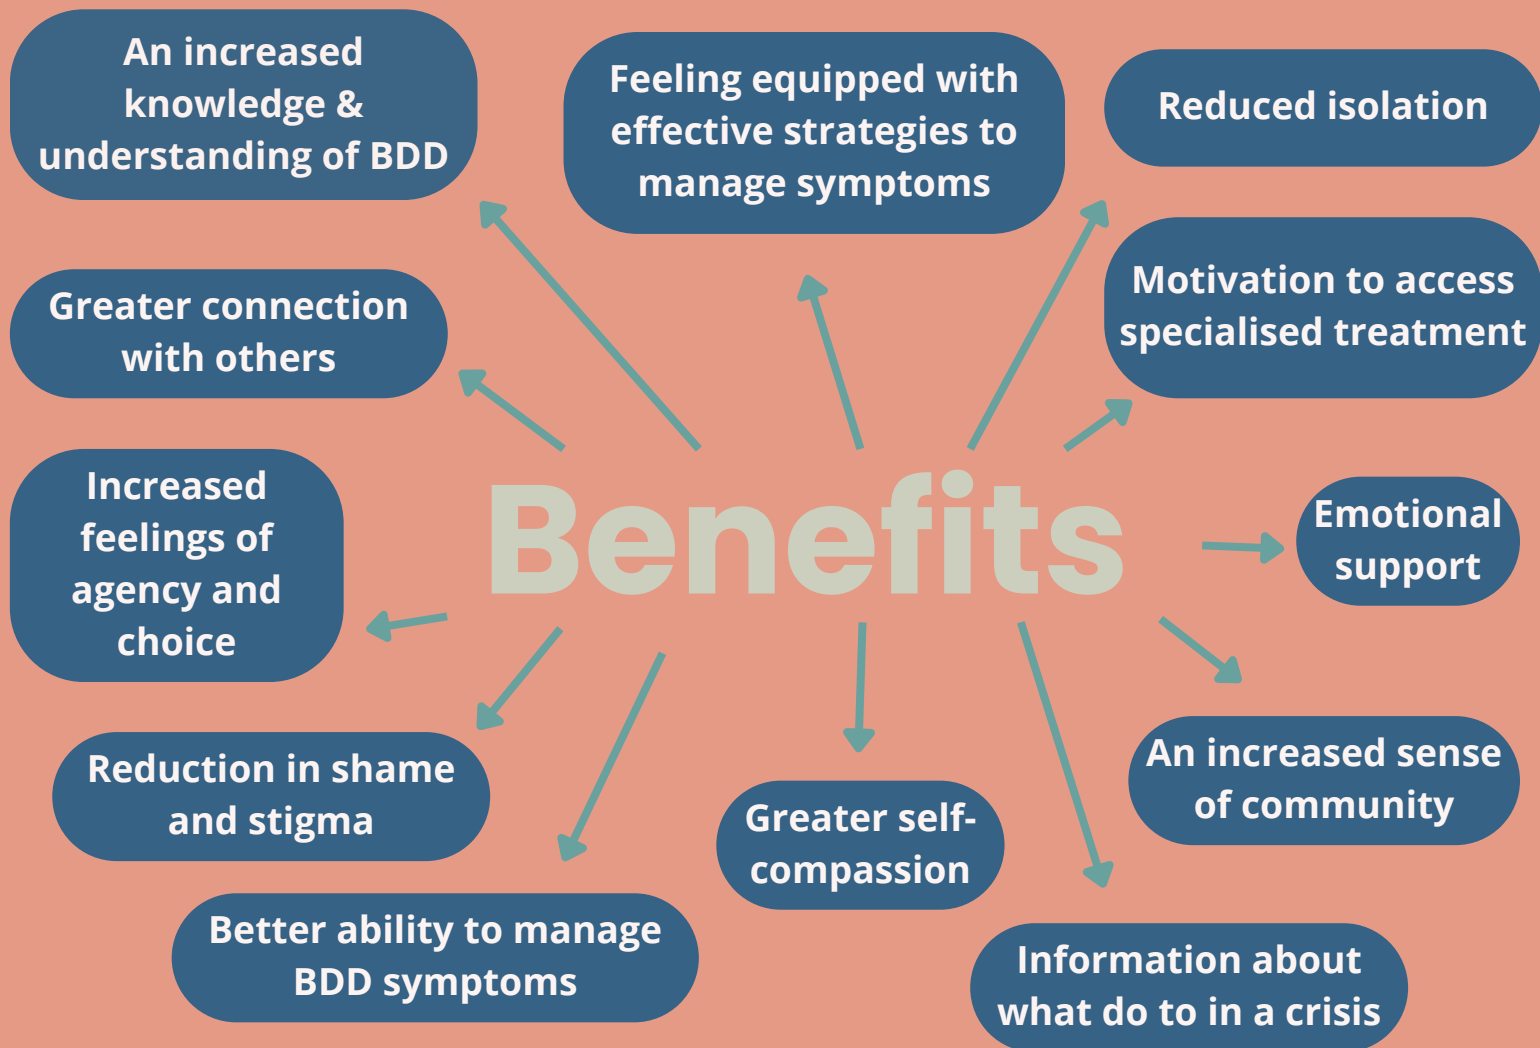 An increased
knowledge &
understanding of BDD
Feeling equipped with
effective strategies to
manage symptoms
Reduced isolation
Greater connection
with others
Motivation to access
specialised treatment
Increased
feelings of
agency and
choice
Benefits
Emotional
support
Reduction in shame
and stigma
Greater self-
compassion
An increased sense
of community
Better ability to manage
BDD symptoms
Information about
what do to in a crisis